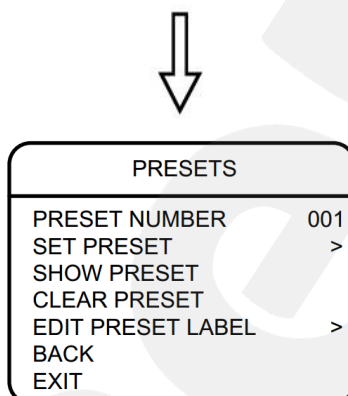 PRESETS
PRESET NUMBER 001
SET PRESET >
SHOW PRESET
CLEAR PRESET
EDIT PRESET LABEL >
BACK
EXIT